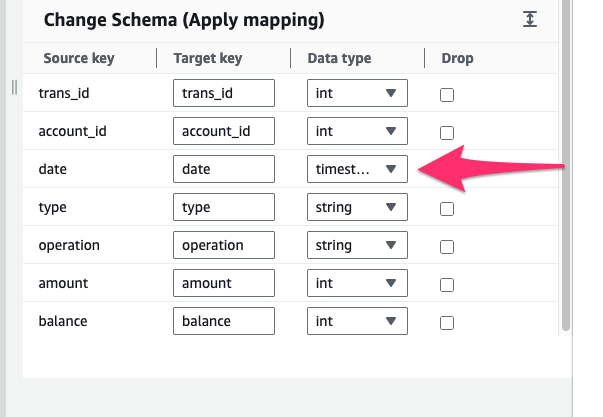 Change Schema (Apply mapping)
Source key Target key Data type Drop
trans_id trans_id int
account_id account_id int
date date timest...
type type string
operation operation string
amount amount int
balance balance int